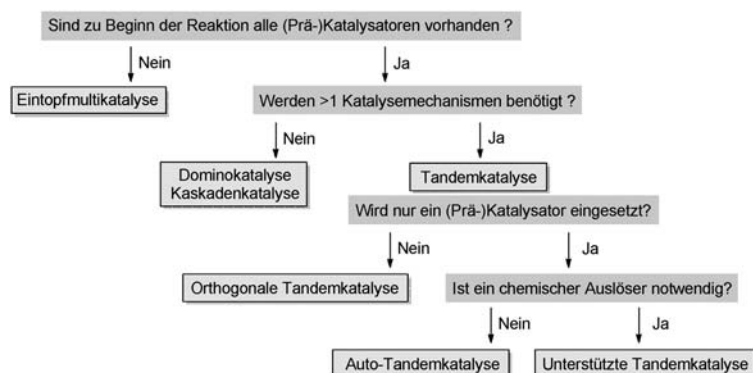 Sind zu Beginn der Reaktion alle (Prä-)Katalysatoren vorhanden ?
Nein
Ja
Eintopfmultikatalyse
Werden >1 Katalysemechanismen benötigt ?
Nein
Ja
Dominokatalyse
Kaskadenkatalyse
Tandemkatalyse
Wird nur ein (Prä-)Katalysator eingesetzt?
Nein
Ja
Orthogonale Tandemkatalyse
Ist ein chemischer Auslöser notwendig?
Nein
Ja
Auto-Tandemkatalyse
Unterstützte Tandemkatalyse